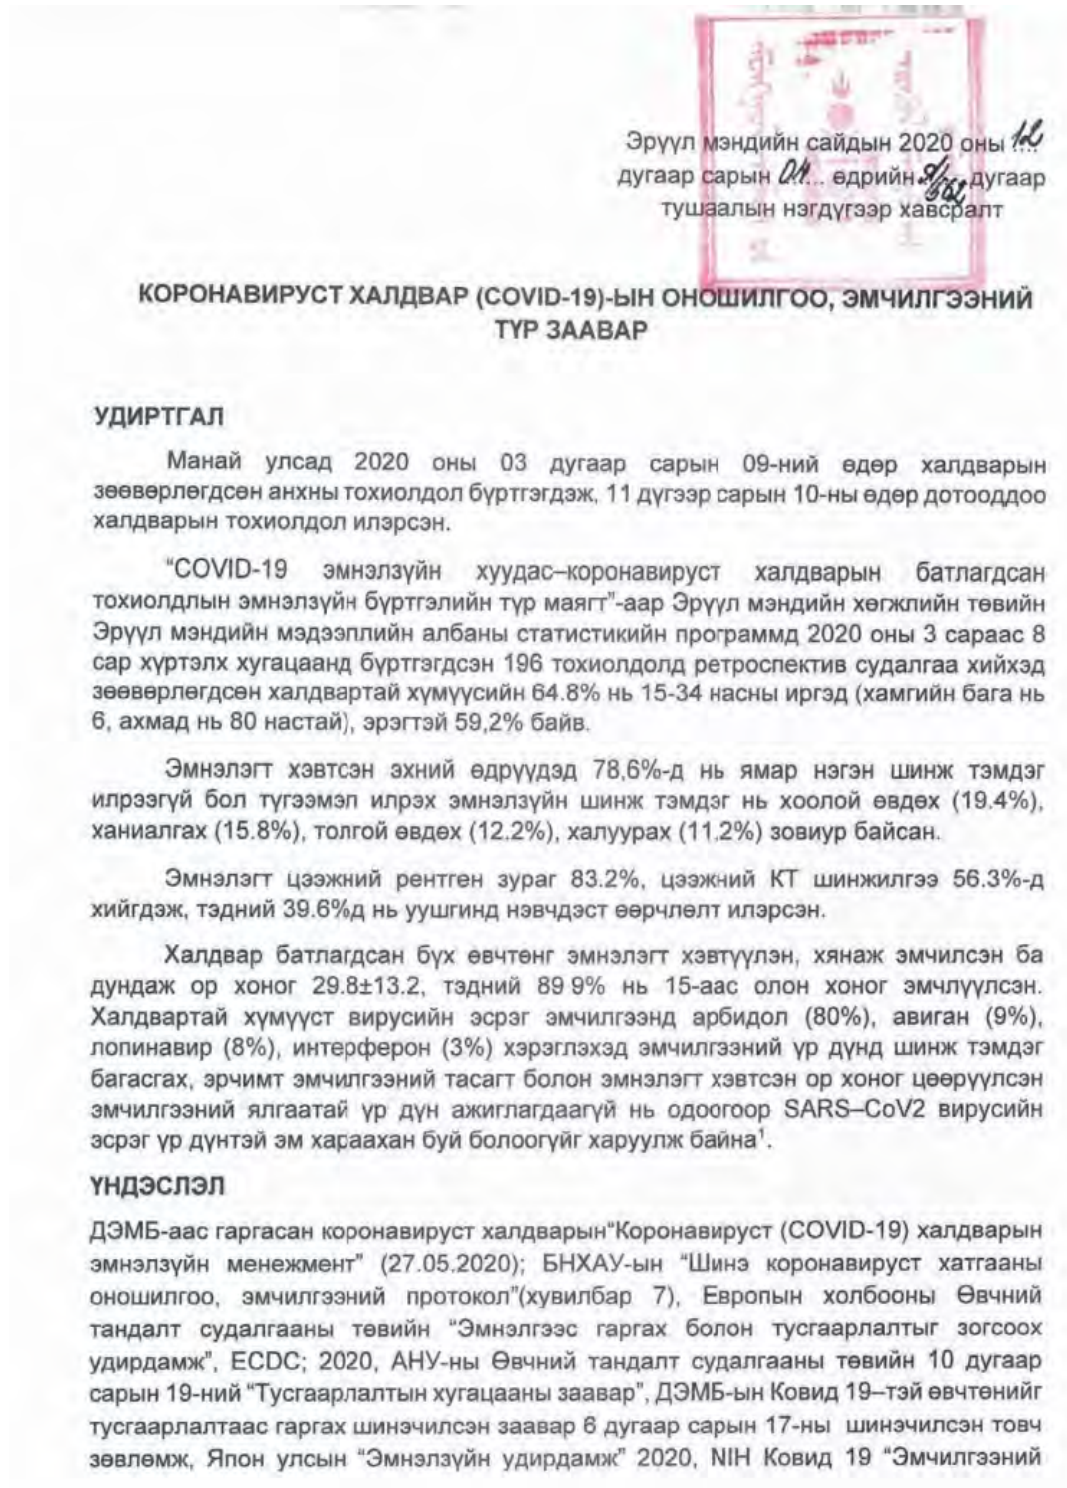 Эрүүл мэндийн сайдын 2020 оны 12
дугаар сарын 04 өдрийн дугаар
тушаалын нэгдүгээр хавсралт
КОРОНАВИРУСТ ХАЛДВАР (COVID-19)-ЫН ОНОШИЛГОО, ЭМЧИЛГЭЭНИЙ
ТҮР ЗААВАР
УДИРТГАЛ
Манай улсад 2020 оны 03 дугаар сарын 09-ний өдөр халдварын
зөөвөрлөгдсөн анхны тохиолдол бүртгэгдэж, 11 дүгээр сарын 10-ны өдөр дотооддоо
халдварын тохиолдол илэрсэн.
“COVID-19 эмнэлзүйн хуудас–коронавируст халдварын батлагдсан
тохиолдлын эмнэлзүйн бүртгэлийн түр маягт”-аар Эрүүл мэндийн хөгжлийн төвийн
Эрүүл мэндийн мэдээллийн албаны статистикийн программд 2020 оны 3 сараас 8
сар хүртэлх хугацаанд бүртгэгдсэн 196 тохиолдолд ретроспектив судалгаа хийхэд
зөөвөрлөгдсөн халдвартай хүмүүсийн 64.8% нь 15-34 насны иргэд (хамгийн бага нь
6, ахмад нь 80 настай), эрэгтэй 59,2% байв.
Эмнэлэгт хэвтсэн эхний өдрүүдэд 78,6%-д нь ямар нэгэн шинж тэмдэг
илрээгүй бол түгээмэл илрэх эмнэлзүйн шинж тэмдэг нь хоолой өвдөх (19.4%),
ханиалгах (15.8%), толгой өвдөх (12.2%), халуурах (11.2%) зовиур байсан.
Эмнэлэгт цээжний рентген зураг 83.2%, цээжний КТ шинжилгээ 56.3%-д
хийгдэж, тэдний 39.6%д нь уушгинд нэвчдэст өөрчлөлт илэрсэн.
Халдвар батлагдсан бүх өвчтөнг эмнэлэгт хэвтүүлэн, хянаж эмчилсэн ба
дундаж ор хоног 29.8±13.2, тэдний 89 9% нь 15-аас олон хоног эмчлүүлсэн.
Халдвартай хүмүүст вирусийн эсрэг эмчилгээнд арбидол (80%), авиган (9%),
лопинавир (8%), интерферон (3%) хэрэглэхэд эмчилгээний үр дүнд шинж тэмдэг
багасгах, эрчимт эмчилгээний тасагт болон эмнэлэгт хэвтсэн ор хоног цөөрүүлсэн
эмчилгээний ялгаатай үр дүн ажиглагдаагүй нь одоогоор SARS–CoV2 вирусийн
эсрэг үр дүнтэй эм хараахан буй болоогүйг харуулж байна¹.
ҮНДЭСЛЭЛ
ДЭМБ-аас гаргасан коронавируст халдварын“Коронавируст (COVID-19) халдварын
эмнэлзүйн менежмент” (27.05.2020); БНХАУ-ын “Шинэ коронавируст хатгааны
оношилгоо, эмчилгээний протокол”(хувилбар 7), Европын холбооны Өвчний
тандалт судалгааны төвийн “Эмнэлгээс гаргах болон тусгаарлалтыг зогсоох
удирдамж”, ECDC; 2020, АНУ-ны Өвчний тандалт судалгааны төвийн 10 дугаар
сарын 19-ний “Тусгаарлалтын хугацааны заавар”, ДЭМБ-ын Ковид 19–тэй өвчтөнийг
тусгаарлалтаас гаргах шинэчилсэн заавар 6 дугаар сарын 17-ны шинэчилсэн товч
зөвлөмж, Япон улсын “Эмнэлзүйн удирдамж” 2020, NIH Ковид 19 “Эмчилгээний